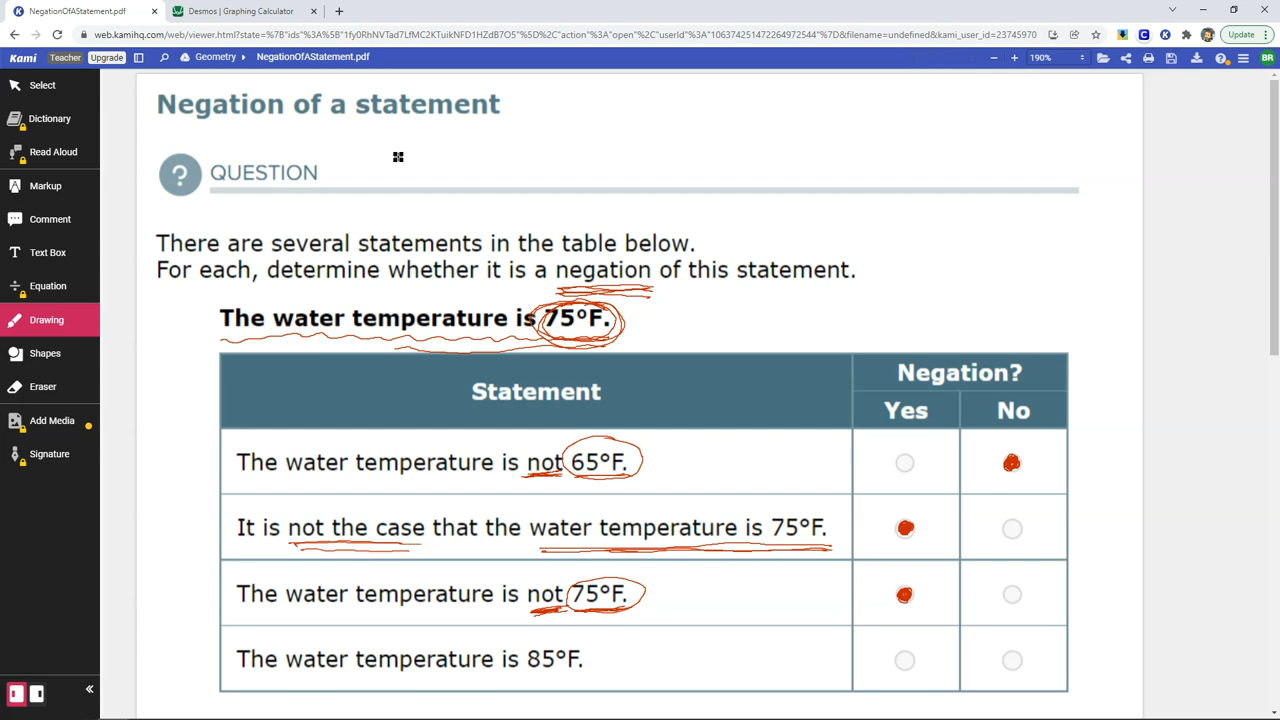 NegationOfAStatement.pdf
Desmos | Graphing Calculator
web.kamihq.com/web/viewer.html?state=%7B"ids"%3A%5B"1fy0RhNVTad7LfMC2KTuikNFD1HZdB7O5"%5D%2C"action"%3A"open"%2C"userId"%3A"106374251472264972544"%7D&filename=undefined&kami_user_id=23745970
Update
Kami
Teacher
Upgrade
Geometry
NegationOfAStatement.pdf
190%
BR
Select
Dictionary
Read Aloud
Markup
Comment
Text Box
Equation
Drawing
Shapes
Eraser
Add Media
Signature
Negation of a statement
? QUESTION
There are several statements in the table below.
For each, determine whether it is a negation of this statement.
The water temperature is 75°F.
Statement
Negation?
Yes
No
The water temperature is not 65°F.
It is not the case that the water temperature is 75°F.
The water temperature is not 75°F.
The water temperature is 85°F.